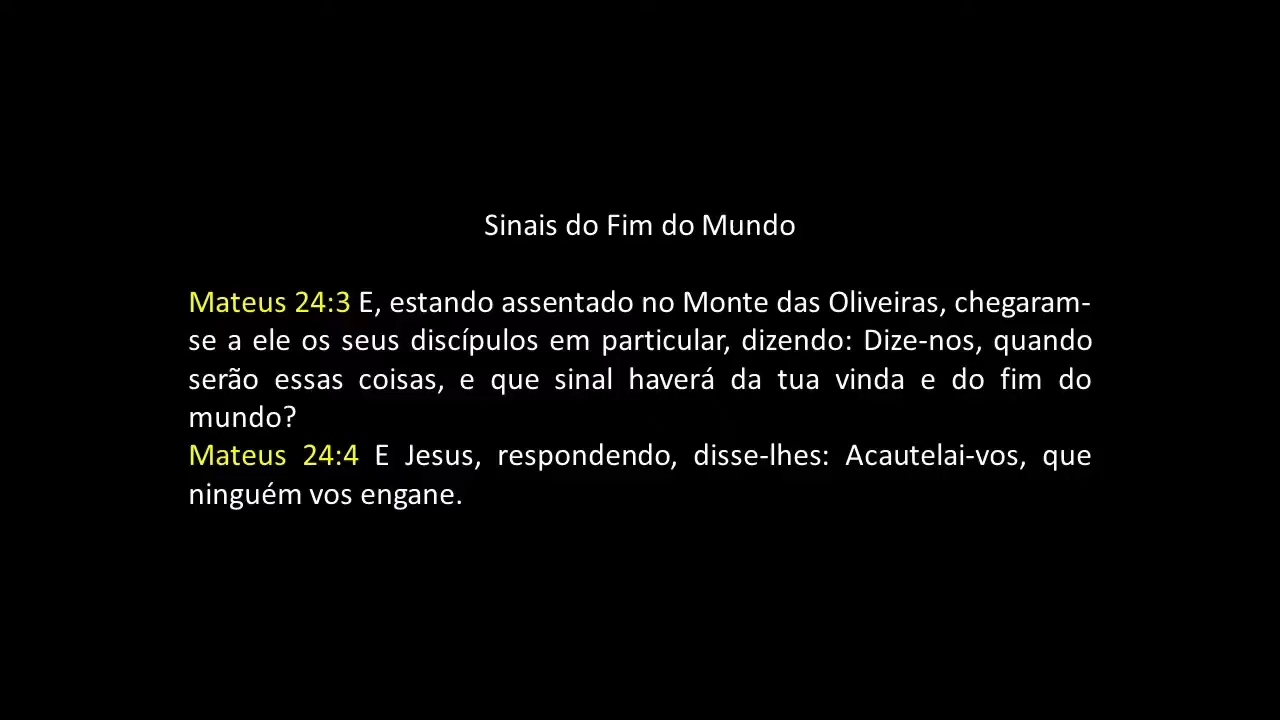 Sinais do Fim do Mundo
Mateus 24:3 E, estando assentado no Monte das Oliveiras, chegaram-
se a ele os seus discípulos em particular, dizendo: Dize-nos, quando
serão essas coisas, e que sinal haverá da tua vinda e do fim do
mundo?
Mateus 24:4 E Jesus, respondendo, disse-lhes: Acautelai-vos, que
ninguém vos engane.